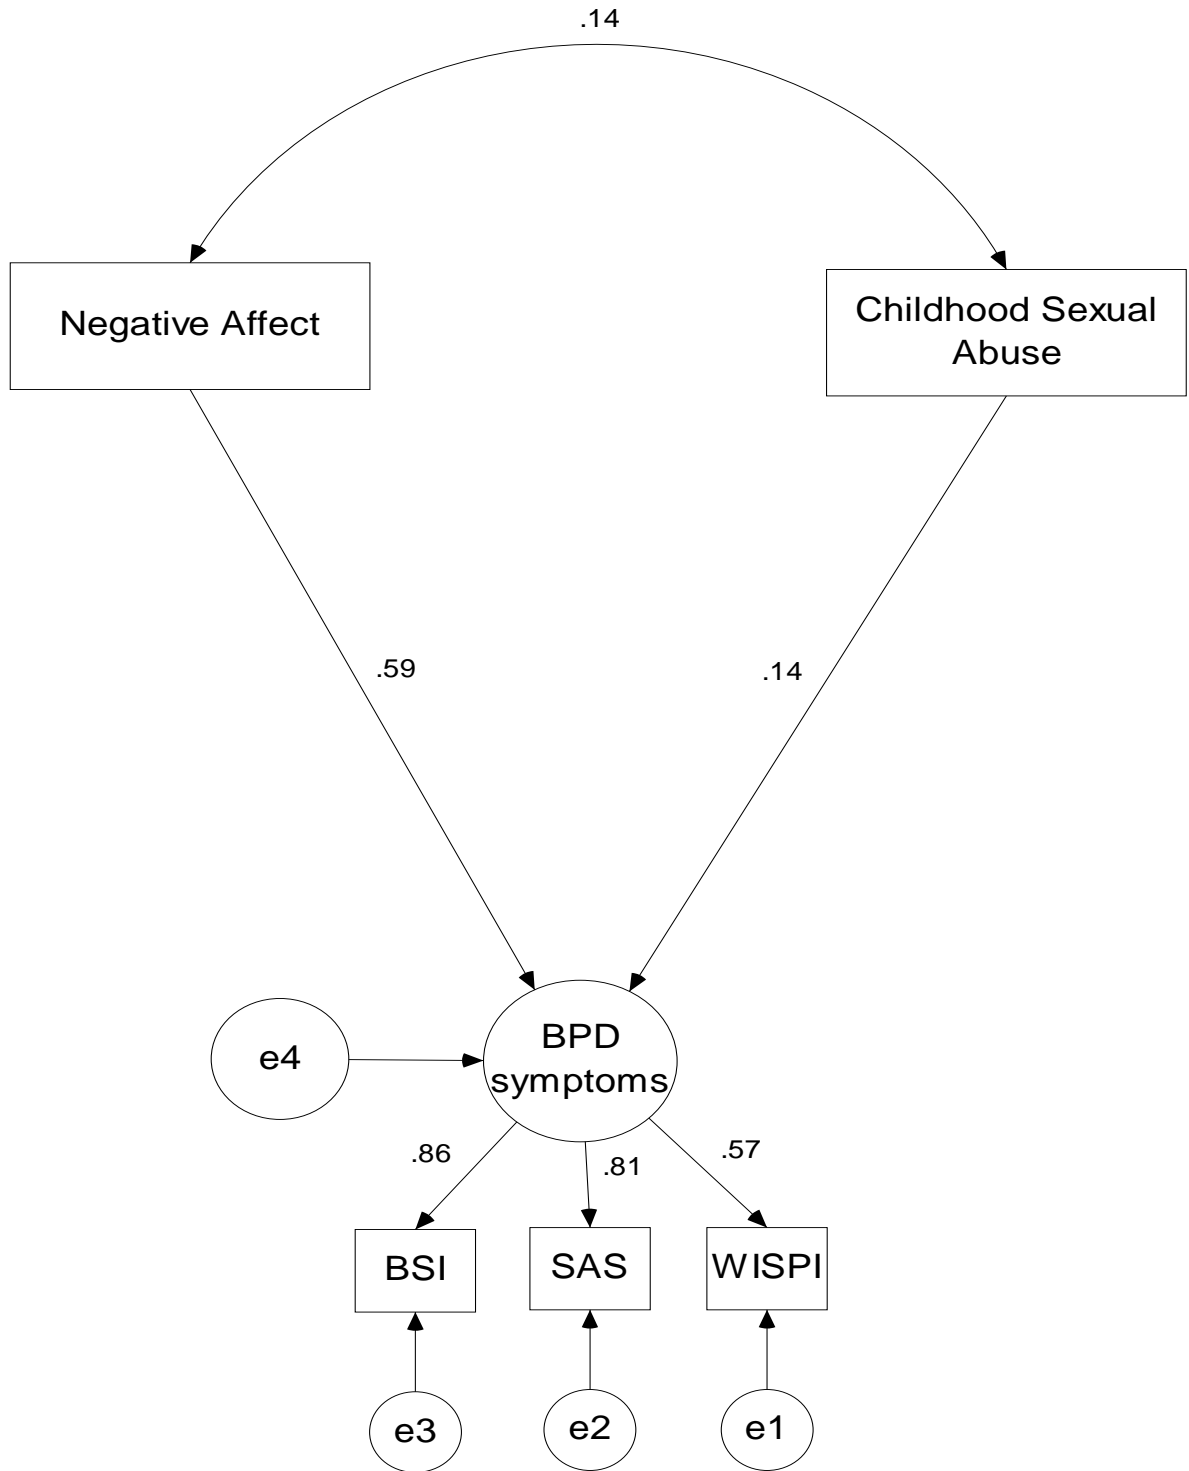 .14
Negative Affect
Childhood Sexual
Abuse
.59
.14
e4
BPD
symptoms
.86
.81
.57
BSI
SAS
WISPI
e3
e2
e1